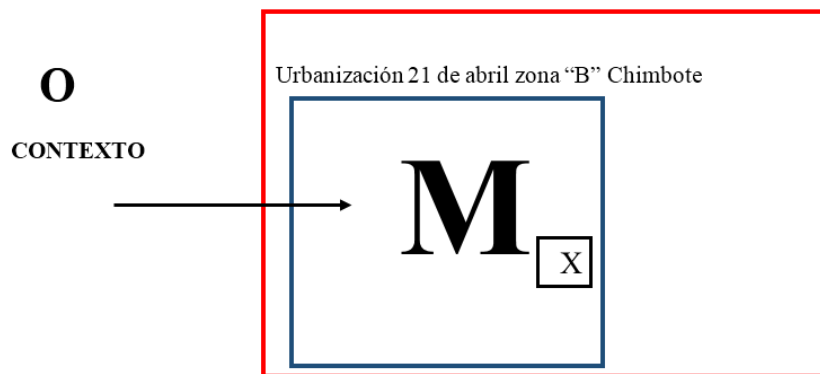 O
CONTEXTO
Urbanización 21 de abril zona “B” Chimbote
M
X